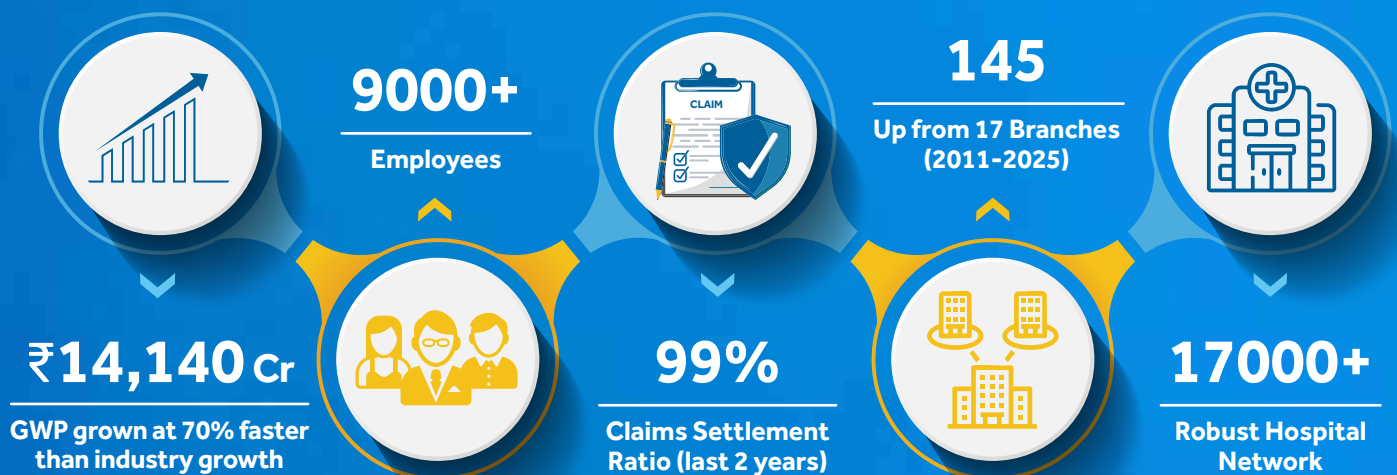 ₹14,140 Cr
GWP grown at 70% faster
than industry growth
9000+
Employees
CLAIM
99%
Claims Settlement
Ratio (last 2 years)
145
Up from 17 Branches
(2011-2025)
17000+
Robust Hospital
Network